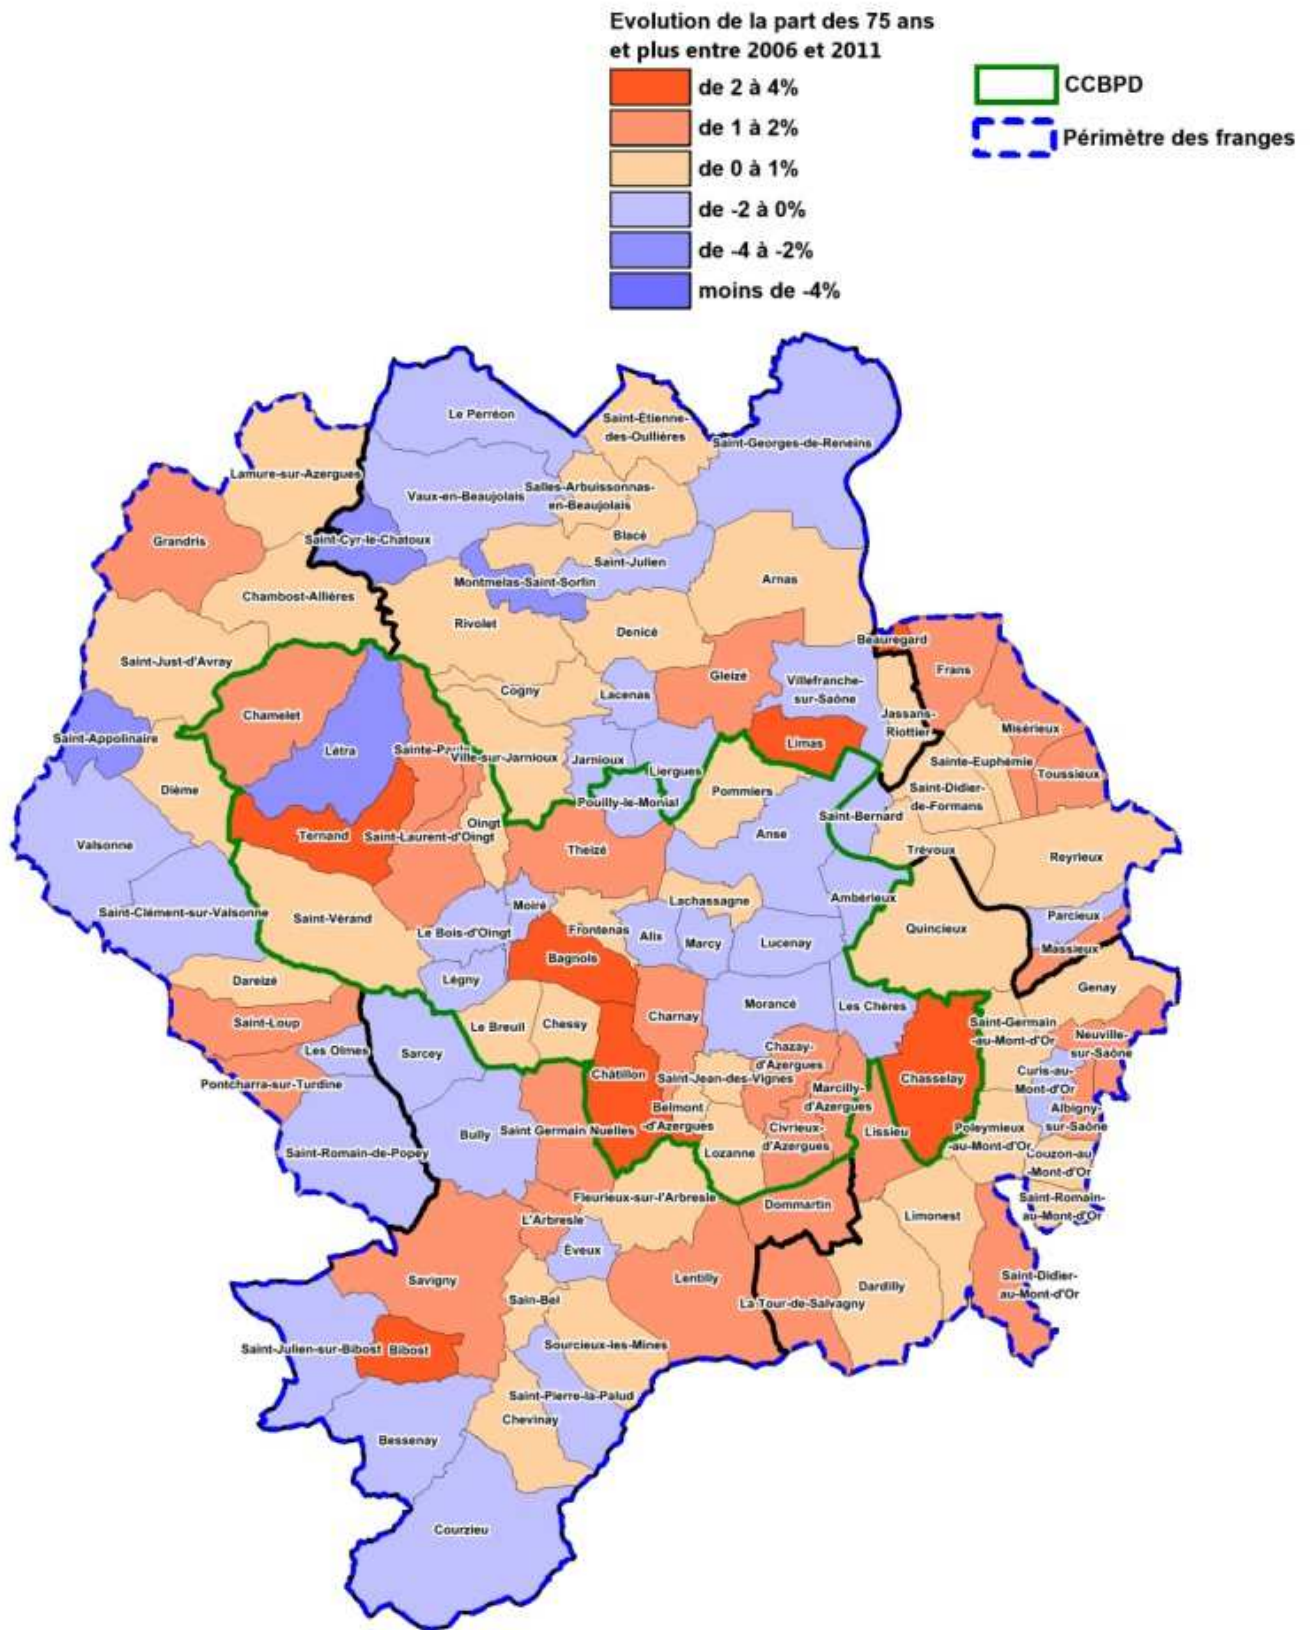 Evolution de la part des 75 ans
et plus entre 2006 et 2011
de 2 à 4%
de 1 à 2%
de 0 à 1%
de -2 à 0%
de -4 à -2%
moins de -4%
CCBPD
Périmètre des franges
Le Perréon
Saint-Étienne-
des-Oullières
Saint-Georges-de-Reneins
Lamure-sur-Azergues
Vaux-en-Beaujolais
Salles-Arbuissonnas-
en-Beaujolais
Grandris
Saint-Cyr-le-Chatoux
Blacé
Saint-Julien
Montmelas-Saint-Sorlin
Arnas
Chambost-Allières
Rivolet
Denicé
Beauregard
Saint-Just-d'Avray
Gleizé
Frans
Cogny
Lacenas
Villefranche-
sur-Saône
Chamelet
Jassans-
Riottier
Misérieux
Saint-Appolinaire
Létra
Sainte-Paule
Ville-sur-Jarnioux
Jarnioux
Limas
Sainte-Euphémie
Liergues
Toussieux
Dième
Pouilly-le-Monial
Pommiers
Saint-Didier-
de-Formans
Saint-Bernard
Oingt
Valsonne
Ternand
Saint-Laurent-d'Oingt
Theizé
Anse
Trévoux
Reyrieux
Lachassagne
Ambérieux
Saint-Clément-sur-Valsonne
Saint-Vérand
Moiré
Parcieux
Le Bois-d'Oingt
Frontenas
Alix
Marcy
Lucenay
Quincieux
Massieux
Bagnols
Dareizé
Légny
Genay
Morancé
Les Chères
Saint-Loup
Le Breuil
Chessy
Charnay
Saint-Germain
-au-Mont-d'Or
Neuville-
sur-Saône
Les Olmes
Sarcey
Chazay-
d'Azergues
Pontcharra-sur-Turdine
Châtillon
Saint-Jean-des-Vignes
Chasselay
Curis-au-
Mont-d'Or
Marcilly-
d'Azergues
Belmont
-d'Azergues
Albigny-
sur-Saône
Bully
Saint Germain Nuelles
Civrieux-
d'Azergues
Lissieu
Poleymieux
-au-Mont-d'Or
Saint-Romain-de-Popey
Lozanne
Couzon-au
-Mont-d'Or
Fleurieux-sur-l'Arbresle
Dommartin
Saint-Romain-
au-Mont-d'Or
L'Arbresle
Limonest
Éveux
Savigny
Lentilly
Saint-Didier-
au-Mont-d'Or
Dardilly
Sain-Bel
La Tour-de-Salvagny
Saint-Julien-sur-Bibost
Bibost
Sourcieux-les-Mines
Saint-Pierre-la-Palud
Chevinay
Bessenay
Courzieu